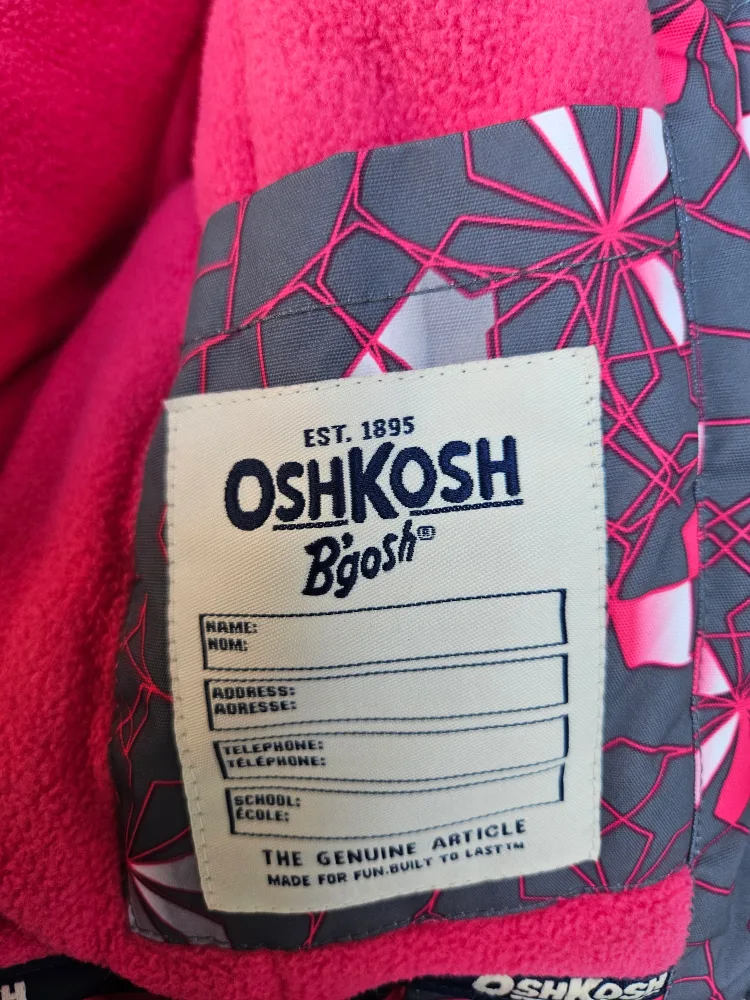 EST. 1895
OSHKOSH
B'gosh®
NAME:
NOM:
ADDRESS:
ADRESSE:
TELEPHONE:
TÉLÉPHONE:
SCHOOL:
ÉCOLE:
THE GENUINE ARTICLE
MADE FOR FUN.BUILT TO LAST™
H
OSHKOSH